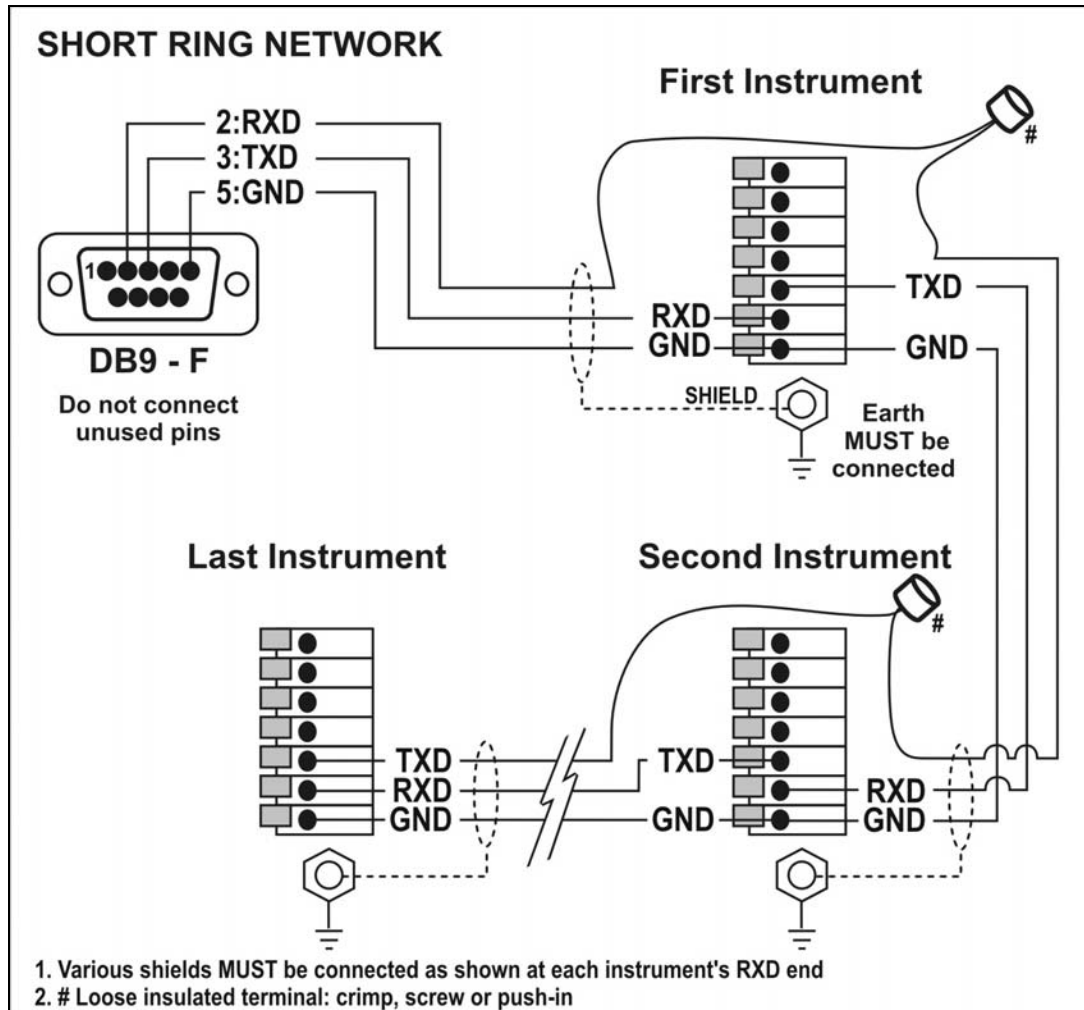 SHORT RING NETWORK
First Instrument
2:RXD
3:TXD
5:GND
#
1
DB9 - F
Do not connect
unused pins
TXD
RXD
GND
GND
SHIELD
Earth
MUST be
connected
Last Instrument
Second Instrument
#
TXD
RXD
GND
TXD
GND
RXD
GND
1. Various shields MUST be connected as shown at each instrument's RXD end
2. # Loose insulated terminal: crimp, screw or push-in